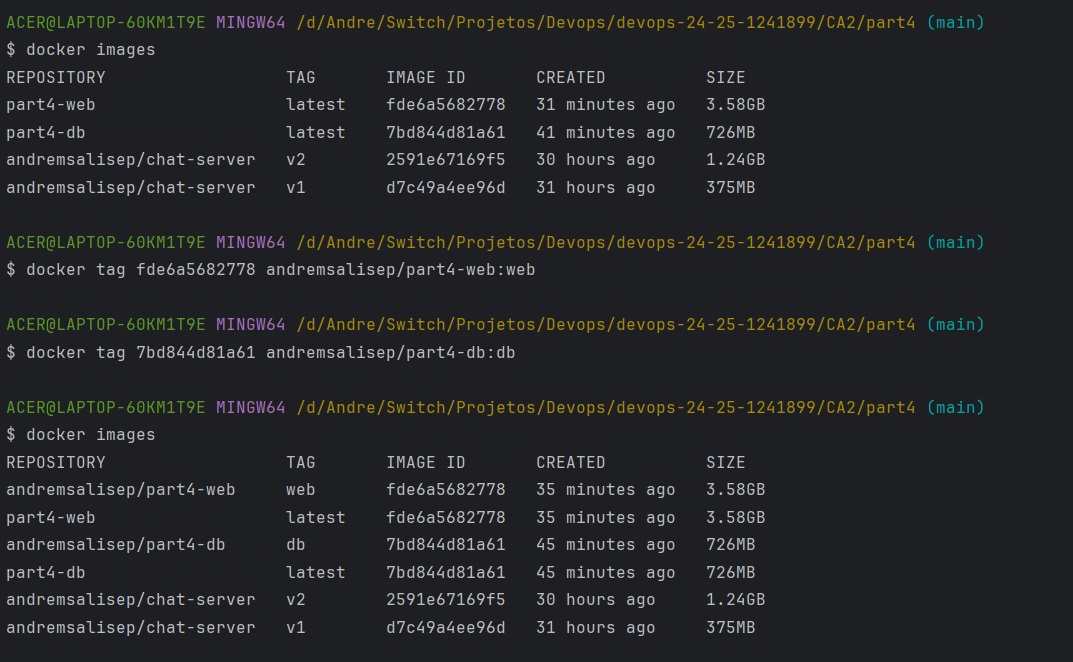 ACER@LAPTOP-60KM1T9E MINGW64 /d/Andre/Switch/Projetos/Devops/devops-24-25-1241899/CA2/part4 (main)
$ docker images
REPOSITORY                  TAG       IMAGE ID       CREATED          SIZE
part4-web                   latest    fde6a5682778   31 minutes ago   3.58GB
part4-db                    latest    7bd844d81a61   41 minutes ago   726MB
andremsalisep/chat-server   v2        2591e67169f5   30 hours ago     1.24GB
andremsalisep/chat-server   v1        d7c49a4ee96d   31 hours ago     375MB

ACER@LAPTOP-60KM1T9E MINGW64 /d/Andre/Switch/Projetos/Devops/devops-24-25-1241899/CA2/part4 (main)
$ docker tag fde6a5682778 andremsalisep/part4-web:web

ACER@LAPTOP-60KM1T9E MINGW64 /d/Andre/Switch/Projetos/Devops/devops-24-25-1241899/CA2/part4 (main)
$ docker tag 7bd844d81a61 andremsalisep/part4-db:db

ACER@LAPTOP-60KM1T9E MINGW64 /d/Andre/Switch/Projetos/Devops/devops-24-25-1241899/CA2/part4 (main)
$ docker images
REPOSITORY                  TAG       IMAGE ID       CREATED          SIZE
andremsalisep/part4-web     web       fde6a5682778   35 minutes ago   3.58GB
part4-web                   latest    fde6a5682778   35 minutes ago   3.58GB
andremsalisep/part4-db      db        7bd844d81a61   45 minutes ago   726MB
part4-db                    latest    7bd844d81a61   45 minutes ago   726MB
andremsalisep/chat-server   v2        2591e67169f5   30 hours ago     1.24GB
andremsalisep/chat-server   v1        d7c49a4ee96d   31 hours ago     375MB